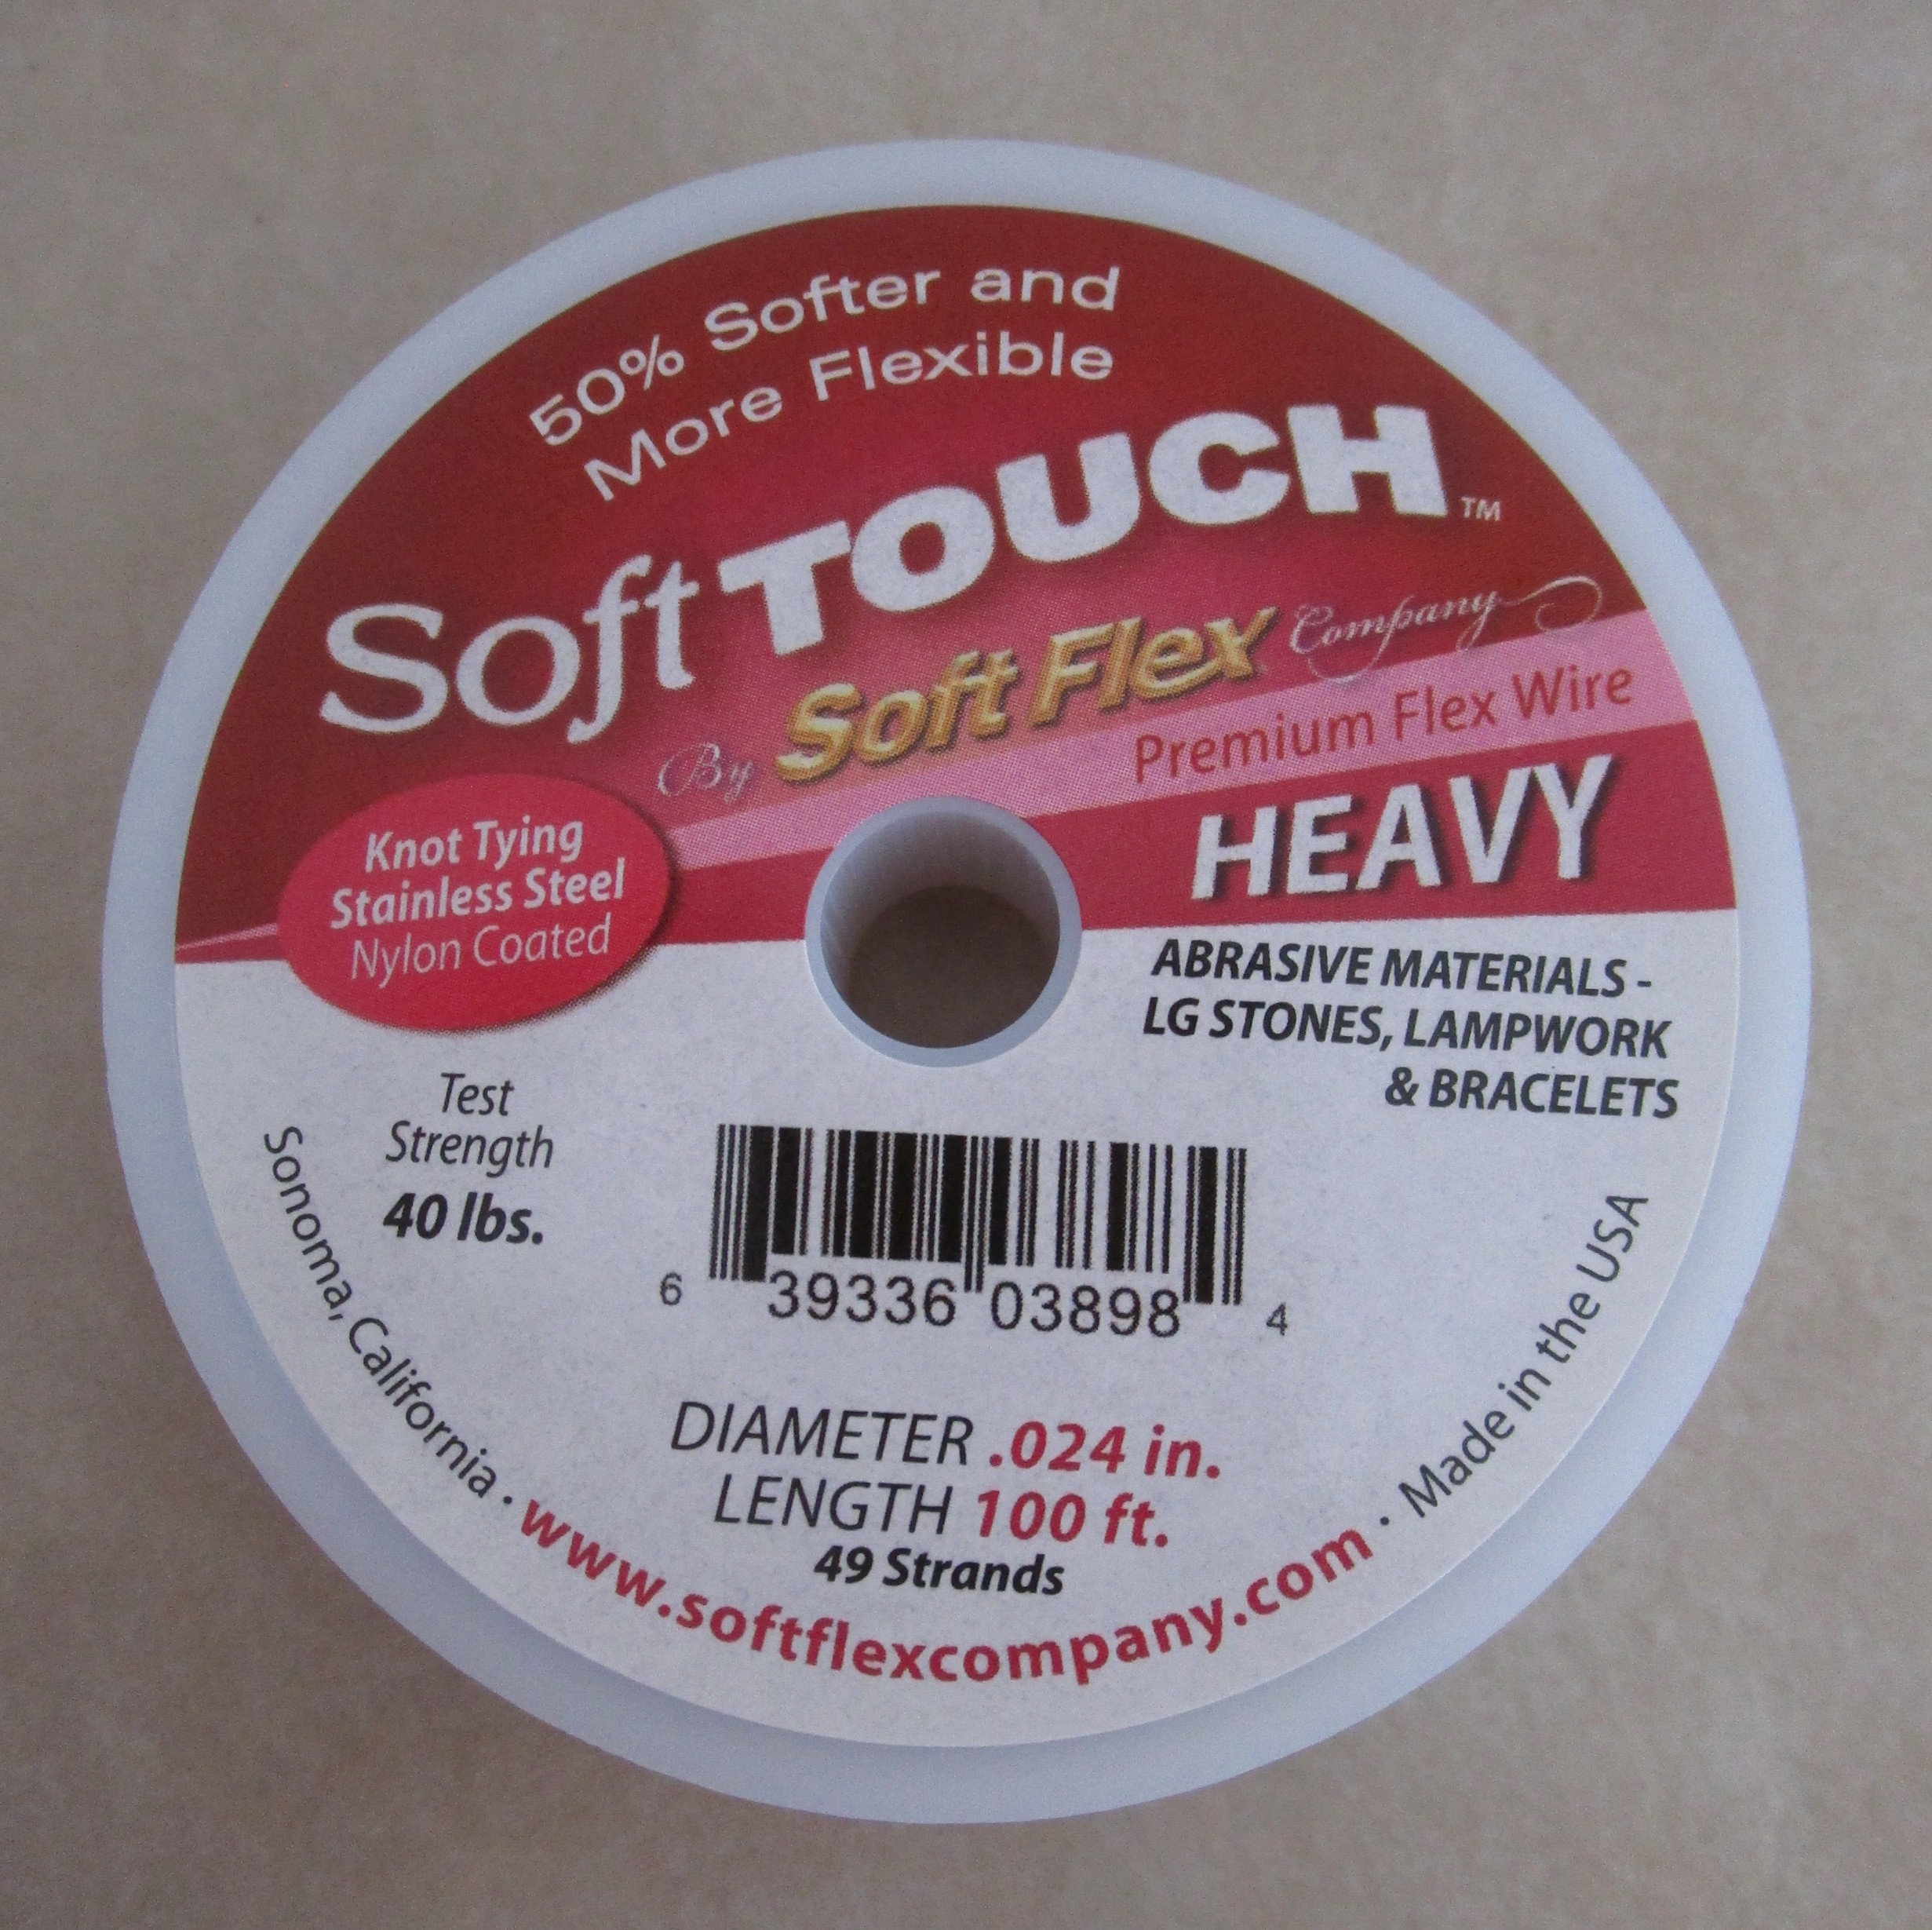 50% Softer and
More Flexible
Soft TOUCH™
By Soft Flex Company
Premium Flex Wire
HEAVY
Knot Tying
Stainless Steel
Nylon Coated
ABRASIVE MATERIALS -
LG STONES, LAMPWORK
& BRACELETS
Test
Strength
40 lbs.
6 39336 03898 4
DIAMETER .024 in.
LENGTH 100 ft.
49 Strands
Sonoma, California · www.softflexcompany.com · Made in the USA